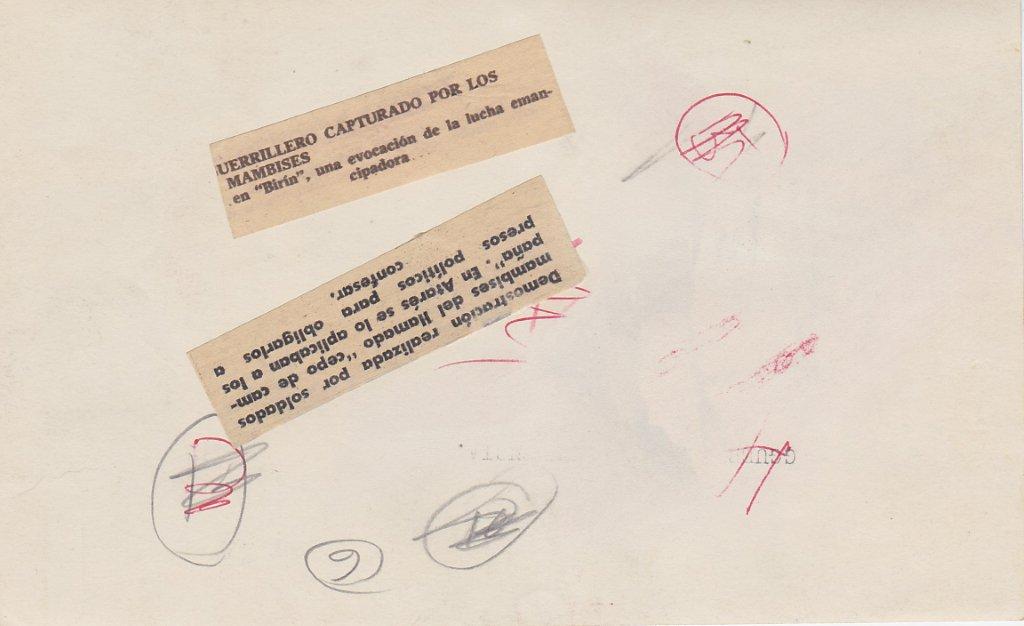 UERRILLERO CAPTURADO POR LOS
MAMBISES
en "Birín", una evocación de la lucha eman-
cipadora
Demostración realizada por soldados
mambises del llamado "cepo de cam-
paña". En Atarés se lo aplicaban a los
presos políticos para obligarlos a
confesar.
6